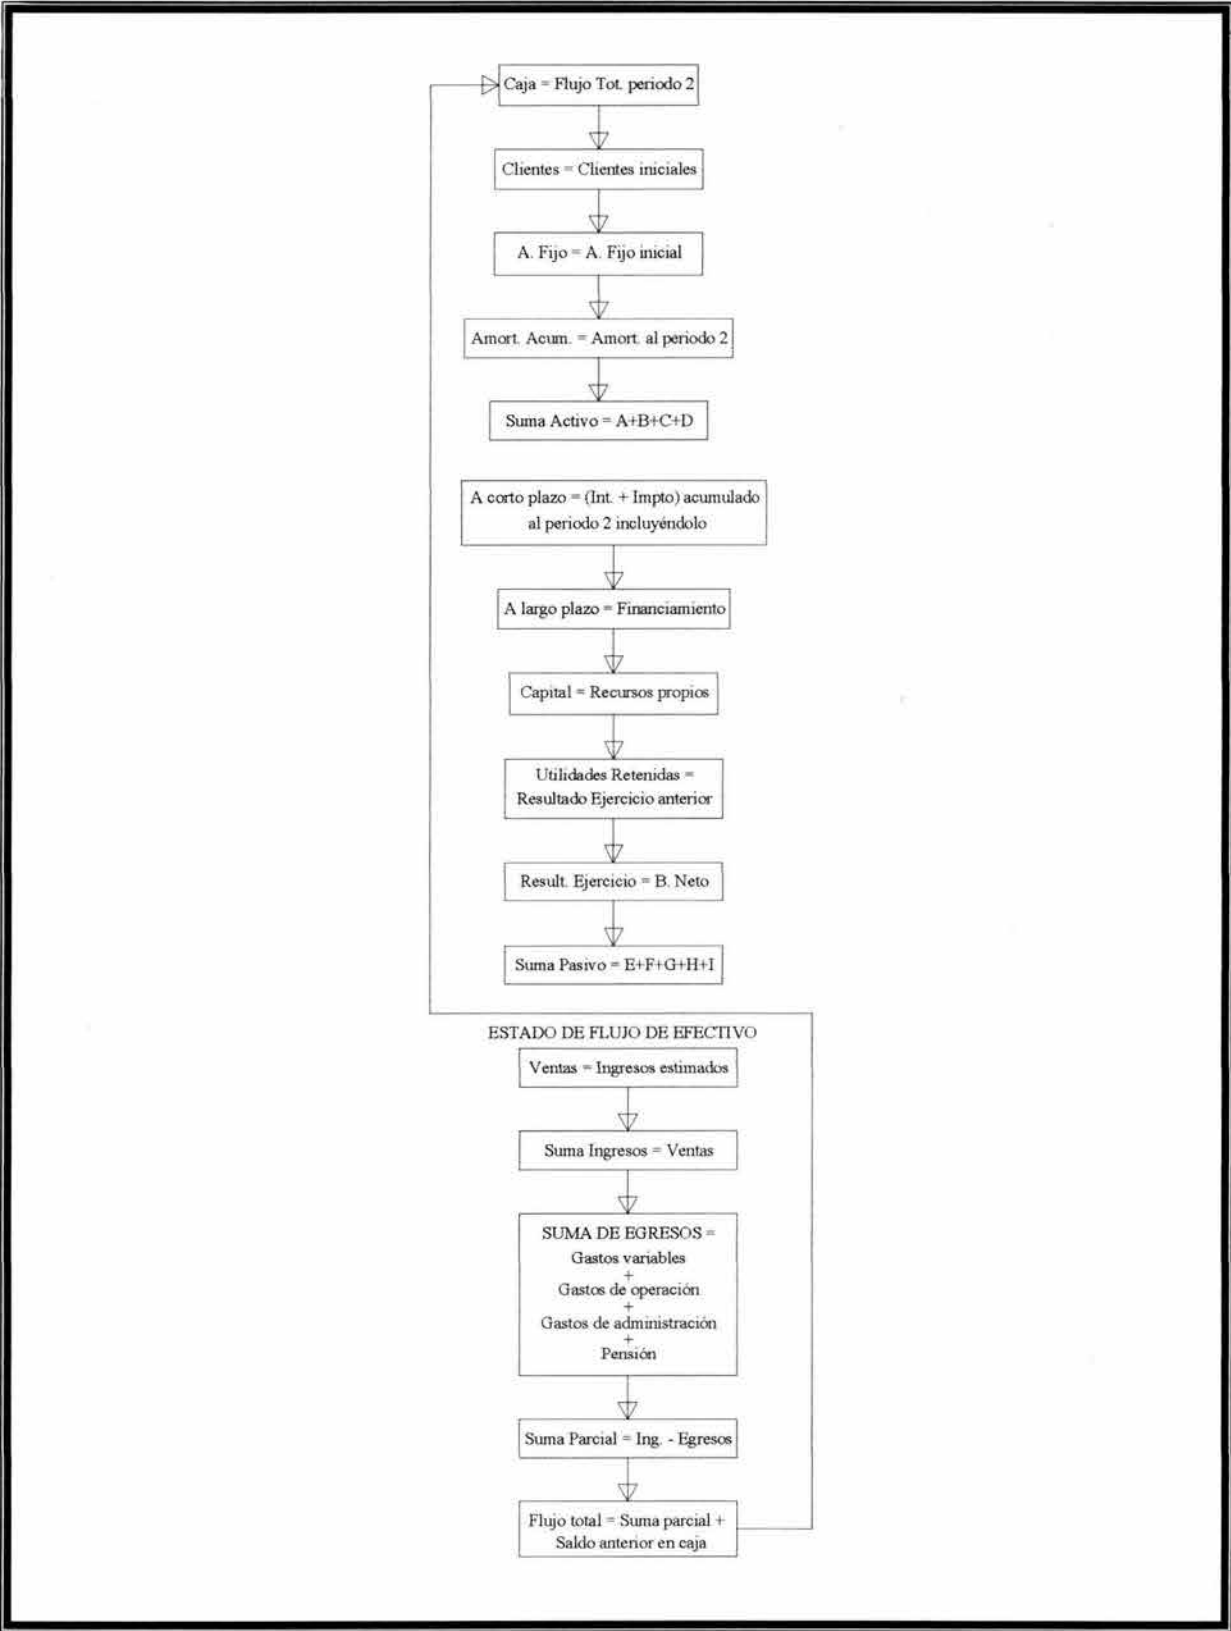 Caja = Flujo Tot. periodo 2
Clientes = Clientes iniciales
A. Fijo = A. Fijo inicial
Amort. Acum. = Amort. al periodo 2
Suma Activo = A+B+C+D
A corto plazo = (Int. + Impto) acumulado
al periodo 2 incluyéndolo
A largo plazo = Financiamiento
Capital = Recursos propios
Utilidades Retenidas =
Resultado Ejercicio anterior
Result. Ejercicio = B. Neto
Suma Pasivo = E+F+G+H+I
ESTADO DE FLUJO DE EFECTIVO
Ventas = Ingresos estimados
Suma Ingresos = Ventas
SUMA DE EGRESOS =
Gastos variables
+
Gastos de operación
+
Gastos de administración
+
Pensión
Suma Parcial = Ing. - Egresos
Flujo total = Suma parcial +
Saldo anterior en caja